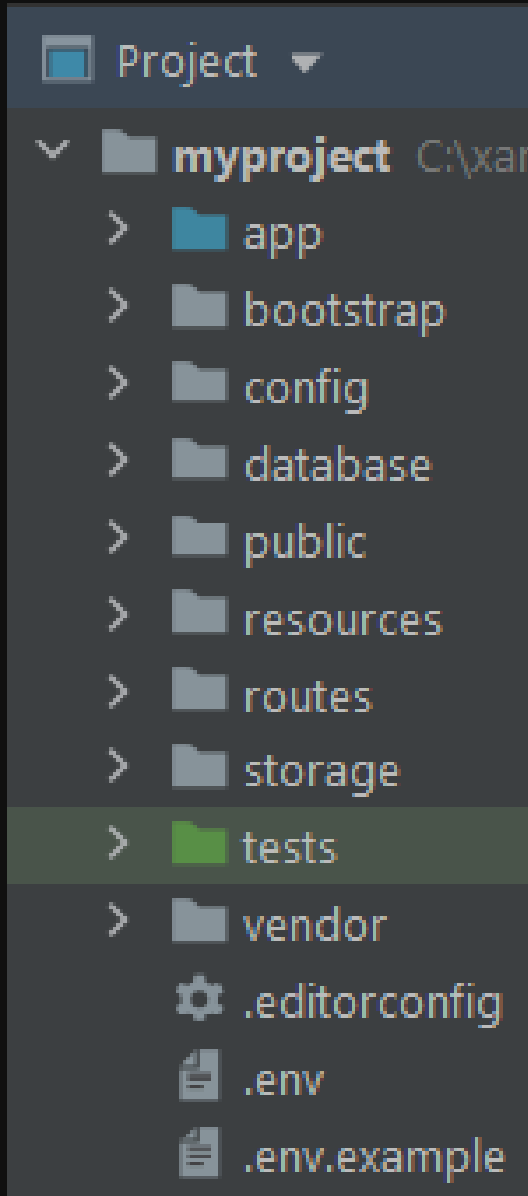 Project
myproject C:\xar
app
bootstrap
config
database
public
resources
routes
storage
tests
vendor
.editorconfig
.env
.env.example